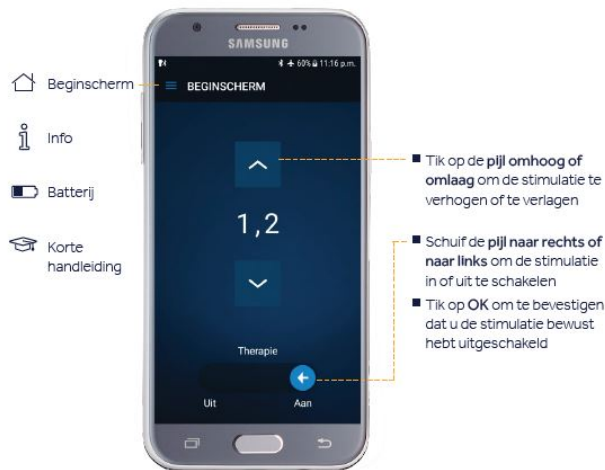 SAMSUNG
60% 11:16 p.m.
BEGINSCHERM
1,2
Therapie
Uit
Aan
Beginscherm
Info
Batterij
Korte
handleiding
■ Tik op de pijl omhoog of
omlaag om de stimulatie te
verhogen of te verlagen
■ Schuif de pijl naar rechts of
naar links om de stimulatie
in of uit te schakelen
■ Tik op OK om te bevestigen
dat u de stimulatie bewust
hebt uitgeschakeld